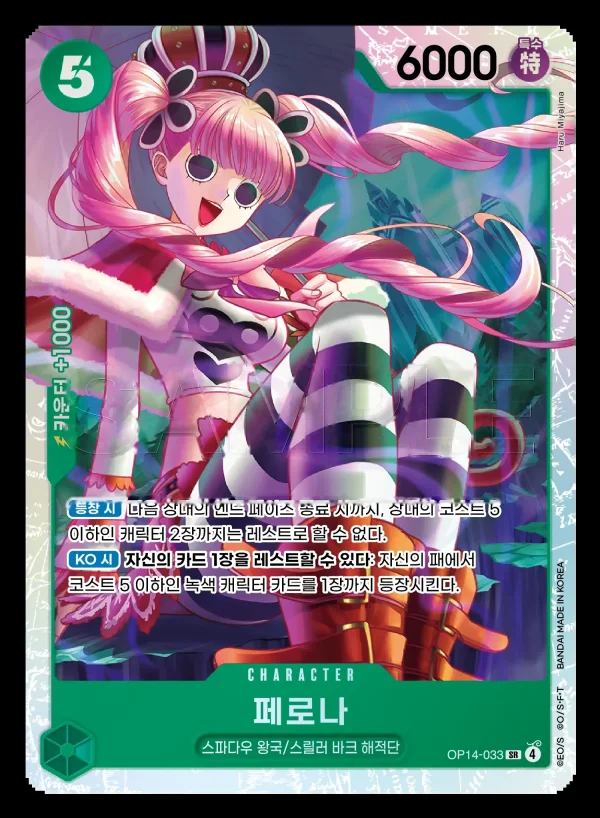 5
6000
특수
特
Haru. Miyajima
카운터 +1000
SAMPLE
등장 시 다음 상대의 엔드 페이즈 종료 시까지, 상대의 코스트 5
이하인 캐릭터 2장까지는 레스트로 할 수 없다.
KO 시 자신의 카드 1장을 레스트할 수 있다: 자신의 패에서
코스트 5 이하인 녹색 캐릭터 카드를 1장까지 등장시킨다.
CHARACTER
페로나
스파다우 왕국/스릴러 바크 해적단
OP14-033 SR 4
©E.O/S ©O/S・F・T BANDAI MADE IN KOREA